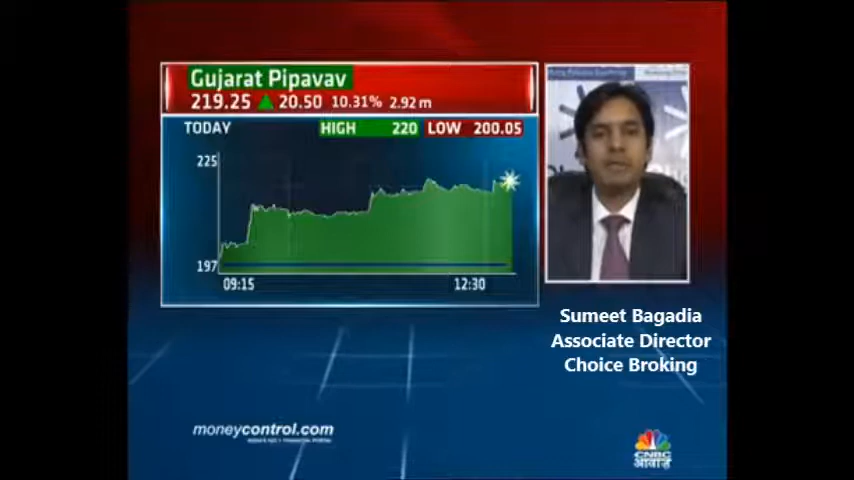 Gujarat Pipavav
219.25 ▲ 20.50 10.31% 2.92 m
TODAY HIGH 220 LOW 200.05
225
197
09:15 12:30
Sumeet Bagadia
Associate Director
Choice Broking
moneycontrol.com
CNBC
आवाज़